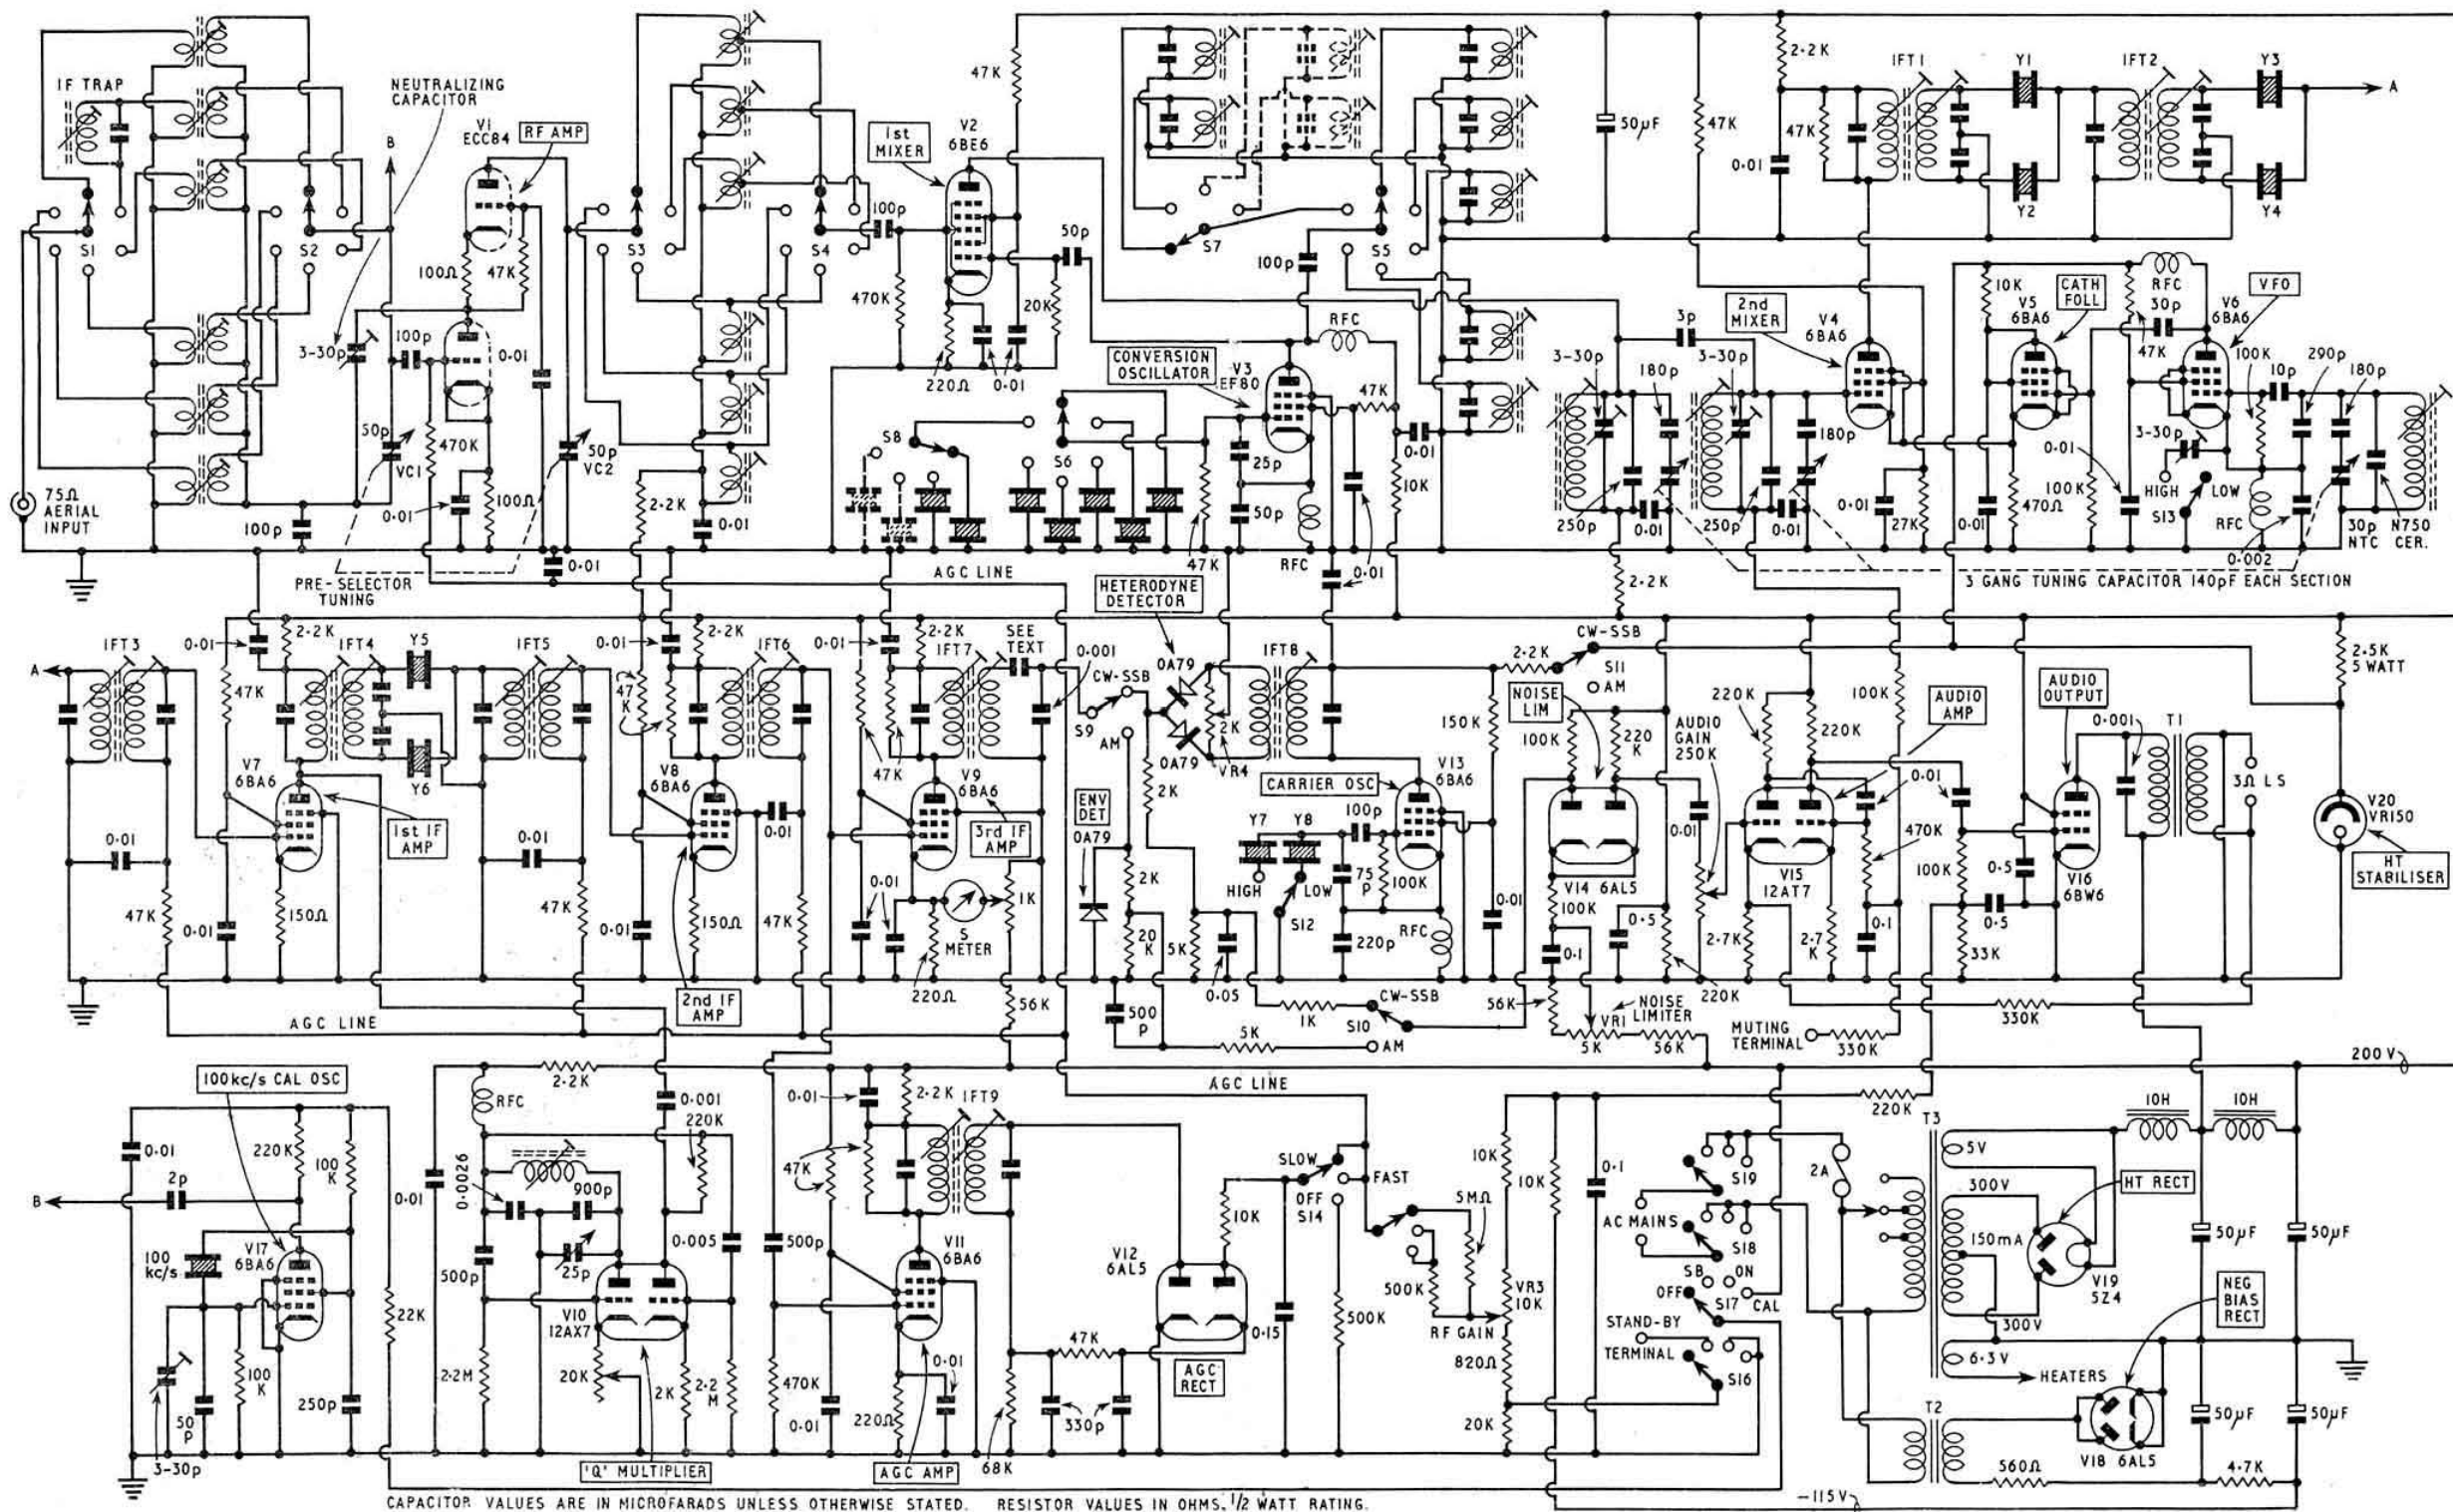 IF TRAP
NEUTRALIZING
CAPACITOR
B
V1
ECC84
RF AMP
S1
S2
100Ω
47K
3-30p
100p
0·01
50p
VC1
470K
0·01
100Ω
75Ω
AERIAL
INPUT
100p
PRE-SELECTOR
TUNING
0·01
50p
VC2
S3
S4
2·2K
0·01
1st
MIXER
V2
6BE6
47K
100p
470K
50p
20K
220Ω
0·01
S7
S5
100p
RFC
CONVERSION
OSCILLATOR
V3
EF80
47K
0·01
10K
S8
S6
25p
50p
47K
RFC
0·01
AGC LINE
50µF
47K
2·2K
47K
0·01
IFT1
Y1
Y2
IFT2
Y3
Y4
A
3p
2nd
MIXER
V4
6BA6
3-30p
180p
3-30p
180p
250p
0·01
250p
0·01
0·01
27K
10K
V5
6BA6
CATH
FOLL
RFC
30p
47K
V6
6BA6
VFO
100K
10p
290p
180p
0·01
470Ω
100K
0·01
3-30p
HIGH
LOW
S13
RFC
0·002
30p
NTC
N750
CER.
2·2K
3 GANG TUNING CAPACITOR 140pF EACH SECTION
A
IFT3
0·01
2·2K
IFT4
Y5
Y6
IFT5
47K
V7
6BA6
1st IF
AMP
0·01
47K
0·01
150Ω
0·01
47K
AGC LINE
0·01
2·2K
IFT6
47
K
V8
6BA6
0·01
0·01
150Ω
47K
2nd IF
AMP
0·01
2·2K
IFT7
SEE
TEXT
0·001
47K
V9
6BA6
3rd IF
AMP
0·01
S
METER
1K
220Ω
56K
HETERODYNE
DETECTOR
OA79
CW-SSB
S9
AM
OA79
2K
VR4
2K
ENV
DET
OA79
2K
20
K
5K
0·05
500
p
IFT8
CARRIER OSC
V13
6BA6
Y7
Y8
100p
HIGH
LOW
S12
75
p
100K
220p
RFC
0·01
150K
2·2K
CW-SSB
S11
AM
NOISE
LIM
100K
220
K
V14 6AL5
100K
0·1
0·5
AUDIO
GAIN
250K
0·01
220K
220K
220K
V15
12AT7
AUDIO
AMP
0·01
470K
2·7K
2·7
K
0·1
100K
100K
33K
0·5
0·5
AUDIO
OUTPUT
V16
6BW6
0·001
T1
3Ω LS
2·5K
5 WATT
V20
VR150
HT
STABILISER
CW-SSB
1K
S10
AM
5K
56K
NOISE
LIMITER
VR1
5K
56K
330K
MUTING
TERMINAL
330K
200V
100kc/s CAL OSC
0·01
220K
100
K
2p
B
100
kc/s
V17
6BA6
3-30p
50
p
100
K
250p
22K
2·2K
RFC
0·01
0·001
220K
0·0026
900p
25p
0·005
500p
V10
12AX7
2·2M
20K
2K
2·2
M
'Q' MULTIPLIER
0·01
2·2K
IFT9
47K
500p
V11
6BA6
470K
0·01
220Ω
0·01
AGC AMP
68K
AGC LINE
V12
6AL5
10K
47K
330p
AGC
RECT
0·15
SLOW
OFF
S14
FAST
500K
500K
5MΩ
RF GAIN
10K
10K
VR3
10K
820Ω
20K
0·1
220K
AC MAINS
S19
S18
SB
ON
OFF
S17
CAL
STAND-BY
TERMINAL
S16
2A
T3
5V
300V
150mA
300V
6·3V
HEATERS
10H
10H
HT RECT
V19
5Z4
50µF
50µF
NEG
BIAS
RECT
T2
V18 6AL5
50µF
50µF
560Ω
4·7K
-115V
CAPACITOR VALUES ARE IN MICROFARADS UNLESS OTHERWISE STATED. RESISTOR VALUES IN OHMS, 1/2 WATT RATING.